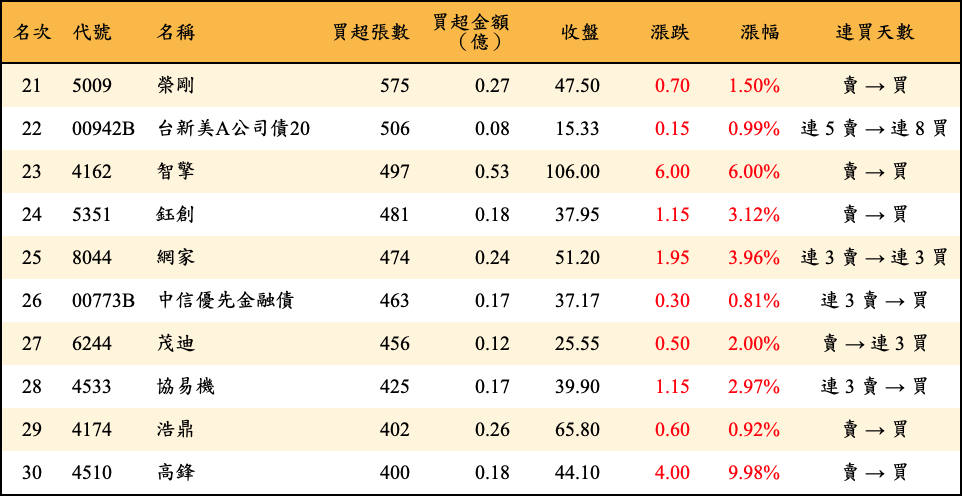 名次 代號 名稱 買超張數 買超金額（億） 收盤 漲跌 漲幅 連買天數
21 5009 榮剛 575 0.27 47.50 0.70 1.50% 賣 → 買
22 00942B 台新美A公司債20 506 0.08 15.33 0.15 0.99% 連 5 賣 → 連 8 買
23 4162 智擎 497 0.53 106.00 6.00 6.00% 賣 → 買
24 5351 鈺創 481 0.18 37.95 1.15 3.12% 賣 → 買
25 8044 網家 474 0.24 51.20 1.95 3.96% 連 3 賣 → 連 3 買
26 00773B 中信優先金融債 463 0.17 37.17 0.30 0.81% 連 3 賣 → 買
27 6244 茂迪 456 0.12 25.55 0.50 2.00% 賣 → 連 3 買
28 4533 協易機 425 0.17 39.90 1.15 2.97% 連 3 賣 → 買
29 4174 浩鼎 402 0.26 65.80 0.60 0.92% 賣 → 買
30 4510 高鋒 400 0.18 44.10 4.00 9.98% 賣 → 買